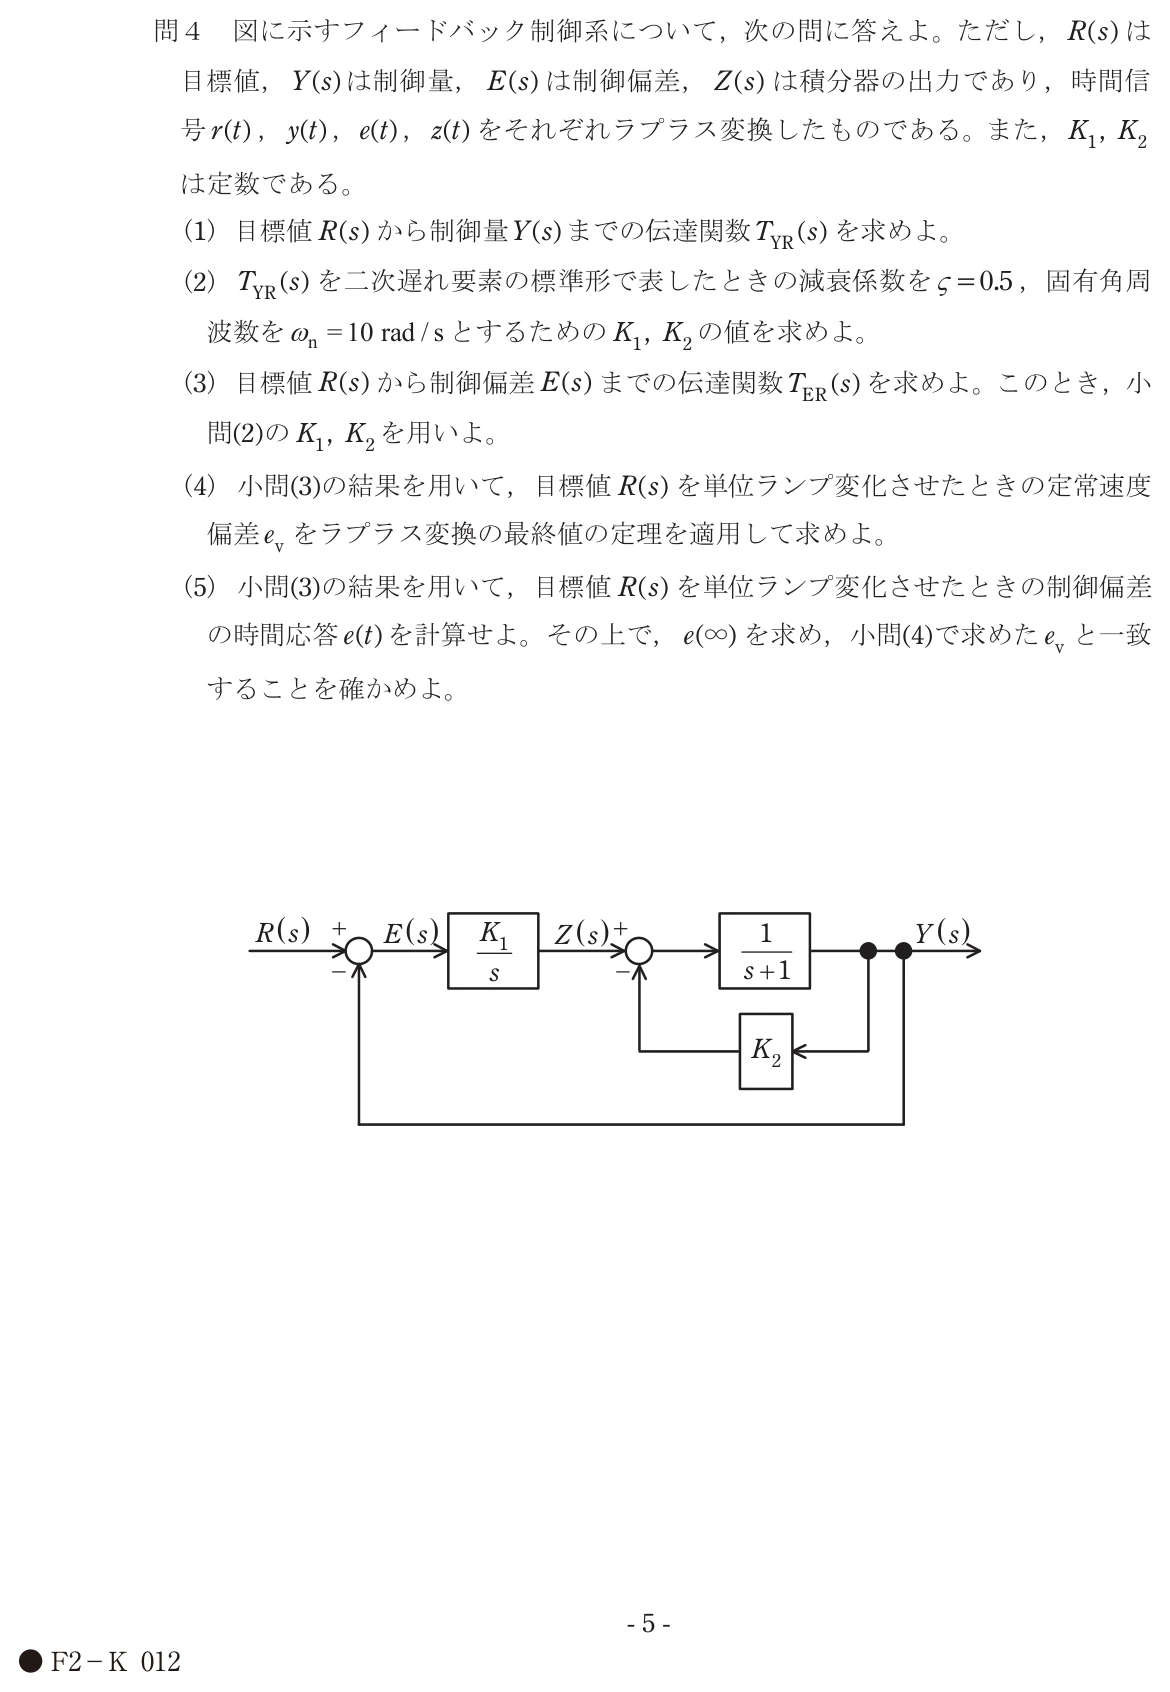 問４　図に示すフィードバック制御系について，次の問に答えよ。ただし， R(s) は
目標値， Y(s)は制御量， E(s) は制御偏差， Z(s) は積分器の出力であり，時間信
号 r(t)， y(t)， e(t)， z(t) をそれぞれラプラス変換したものである。また， K₁, K₂
は定数である。
(1) 目標値 R(s) から制御量Y(s)までの伝達関数T_YR(s) を求めよ。
(2) T_YR(s) を二次遅れ要素の標準形で表したときの減衰係数を ς＝0.5，固有角周
波数を ω_n ＝10 rad / s とするための K₁, K₂ の値を求めよ。
(3) 目標値 R(s) から制御偏差 E(s) までの伝達関数T_ER(s) を求めよ。このとき，小
問(2)の K₁, K₂ を用いよ。
(4) 小問(3)の結果を用いて，目標値 R(s) を単位ランプ変化させたときの定常速度
偏差 e_v をラプラス変換の最終値の定理を適用して求めよ。
(5) 小問(3)の結果を用いて，目標値 R(s) を単位ランプ変化させたときの制御偏差
の時間応答 e(t) を計算せよ。その上で， e(∞) を求め，小問(4)で求めた e_v と一致
することを確かめよ。
R(s) + − E(s) K₁/s Z(s) + − 1/(s+1) Y(s)
K₂
- 5 -
● F2－K 012